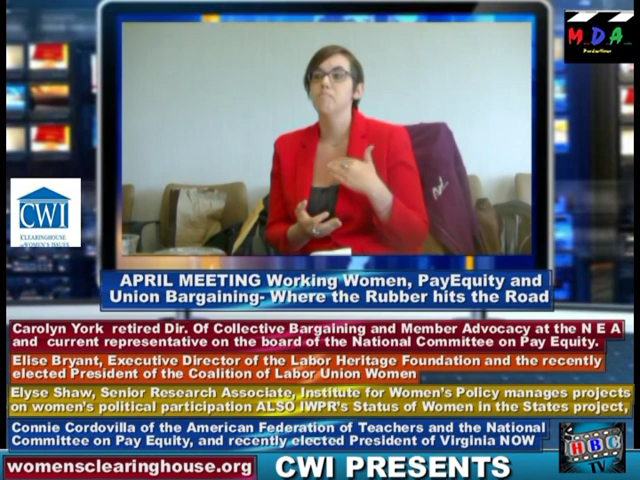 M D A
Productions
CWI
CLEARINGHOUSE
ON WOMEN'S ISSUES
APRIL MEETING Working Women, PayEquity and
Union Bargaining- Where the Rubber hits the Road
Carolyn York retired Dir. Of Collective Bargaining and Member Advocacy at the N E A
and current representative on the board of the National Committee on Pay Equity.
Elise Bryant, Executive Director of the Labor Heritage Foundation and the recently
elected President of the Coalition of Labor Union Women
Elyse Shaw, Senior Research Associate, Institute for Women's Policy manages projects
on women's political participation ALSO IWPR's Status of Women in the States project,
Connie Cordovilla of the American Federation of Teachers and the National
Committee on Pay Equity, and recently elected President of Virginia NOW
womensclearinghouse.org
CWI PRESENTS
HBC
TV